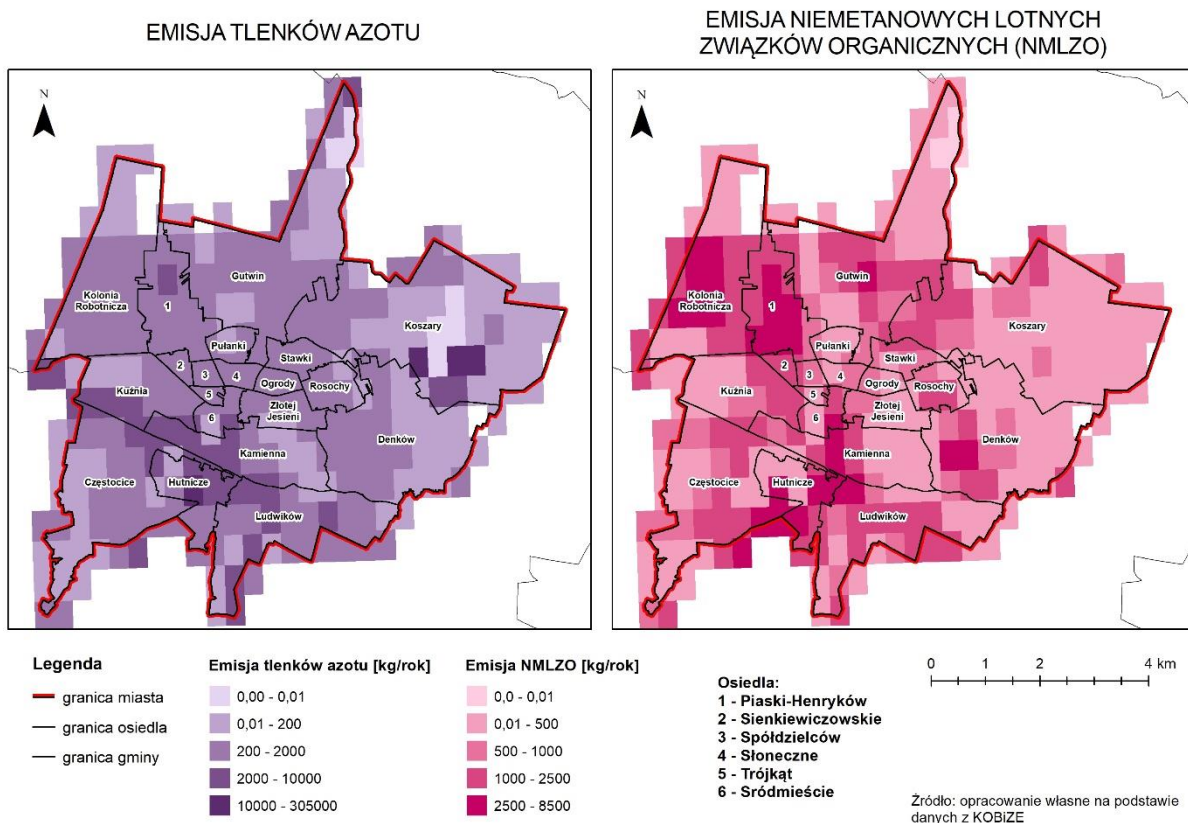 EMISJA TLENKÓW AZOTU
EMISJA NIEMETANOWYCH LOTNYCH
ZWIĄZKÓW ORGANICZNYCH (NMLZO)
N
Gutwin
Kolonia
Robotnicza
1
Koszary
Pułanki
2
3
4
Stawki
Kuźnia
Ogrody
Rosochy
5
6
Złotej
Jesieni
Denków
Kamienna
Częstocice
Hutnicze
Ludwików
N
Gutwin
Kolonia
Robotnicza
1
Koszary
Pułanki
2
3
4
Stawki
Kuźnia
Ogrody
Rosochy
5
6
Złotej
Jesieni
Denków
Kamienna
Częstocice
Hutnicze
Ludwików
Legenda
granica miasta
granica osiedla
granica gminy
Emisja tlenków azotu [kg/rok]
0,00 - 0,01
0,01 - 200
200 - 2000
2000 - 10000
10000 - 305000
Emisja NMLZO [kg/rok]
0,0 - 0,01
0,01 - 500
500 - 1000
1000 - 2500
2500 - 8500
Osiedla:
1 - Piaski-Henryków
2 - Sienkiewiczowskie
3 - Spółdzielców
4 - Słoneczne
5 - Trójkąt
6 - Sródmieście
0 1 2 4 km
Źródło: opracowanie własne na podstawie
danych z KOBiZE